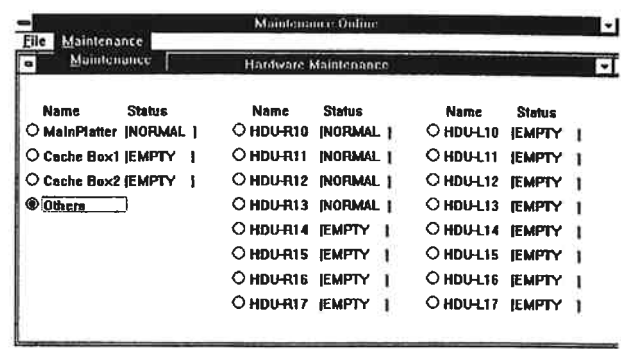 Maintenance Online
File Maintenance
Maintenance Hardware Maintenance
Name Status Name Status Name Status
MainPlatter [NORMAL ] HDU-R10 [NORMAL ] HDU-L10 [EMPTY ]
Cache Box1 [EMPTY ] HDU-R11 [NORMAL ] HDU-L11 [EMPTY ]
Cache Box2 [EMPTY ] HDU-R12 [NORMAL ] HDU-L12 [EMPTY ]
Others ] HDU-R13 [NORMAL ] HDU-L13 [EMPTY ]
HDU-R14 [EMPTY ] HDU-L14 [EMPTY ]
HDU-R15 [EMPTY ] HDU-L15 [EMPTY ]
HDU-R16 [EMPTY ] HDU-L16 [EMPTY ]
HDU-R17 [EMPTY ] HDU-L17 [EMPTY ]